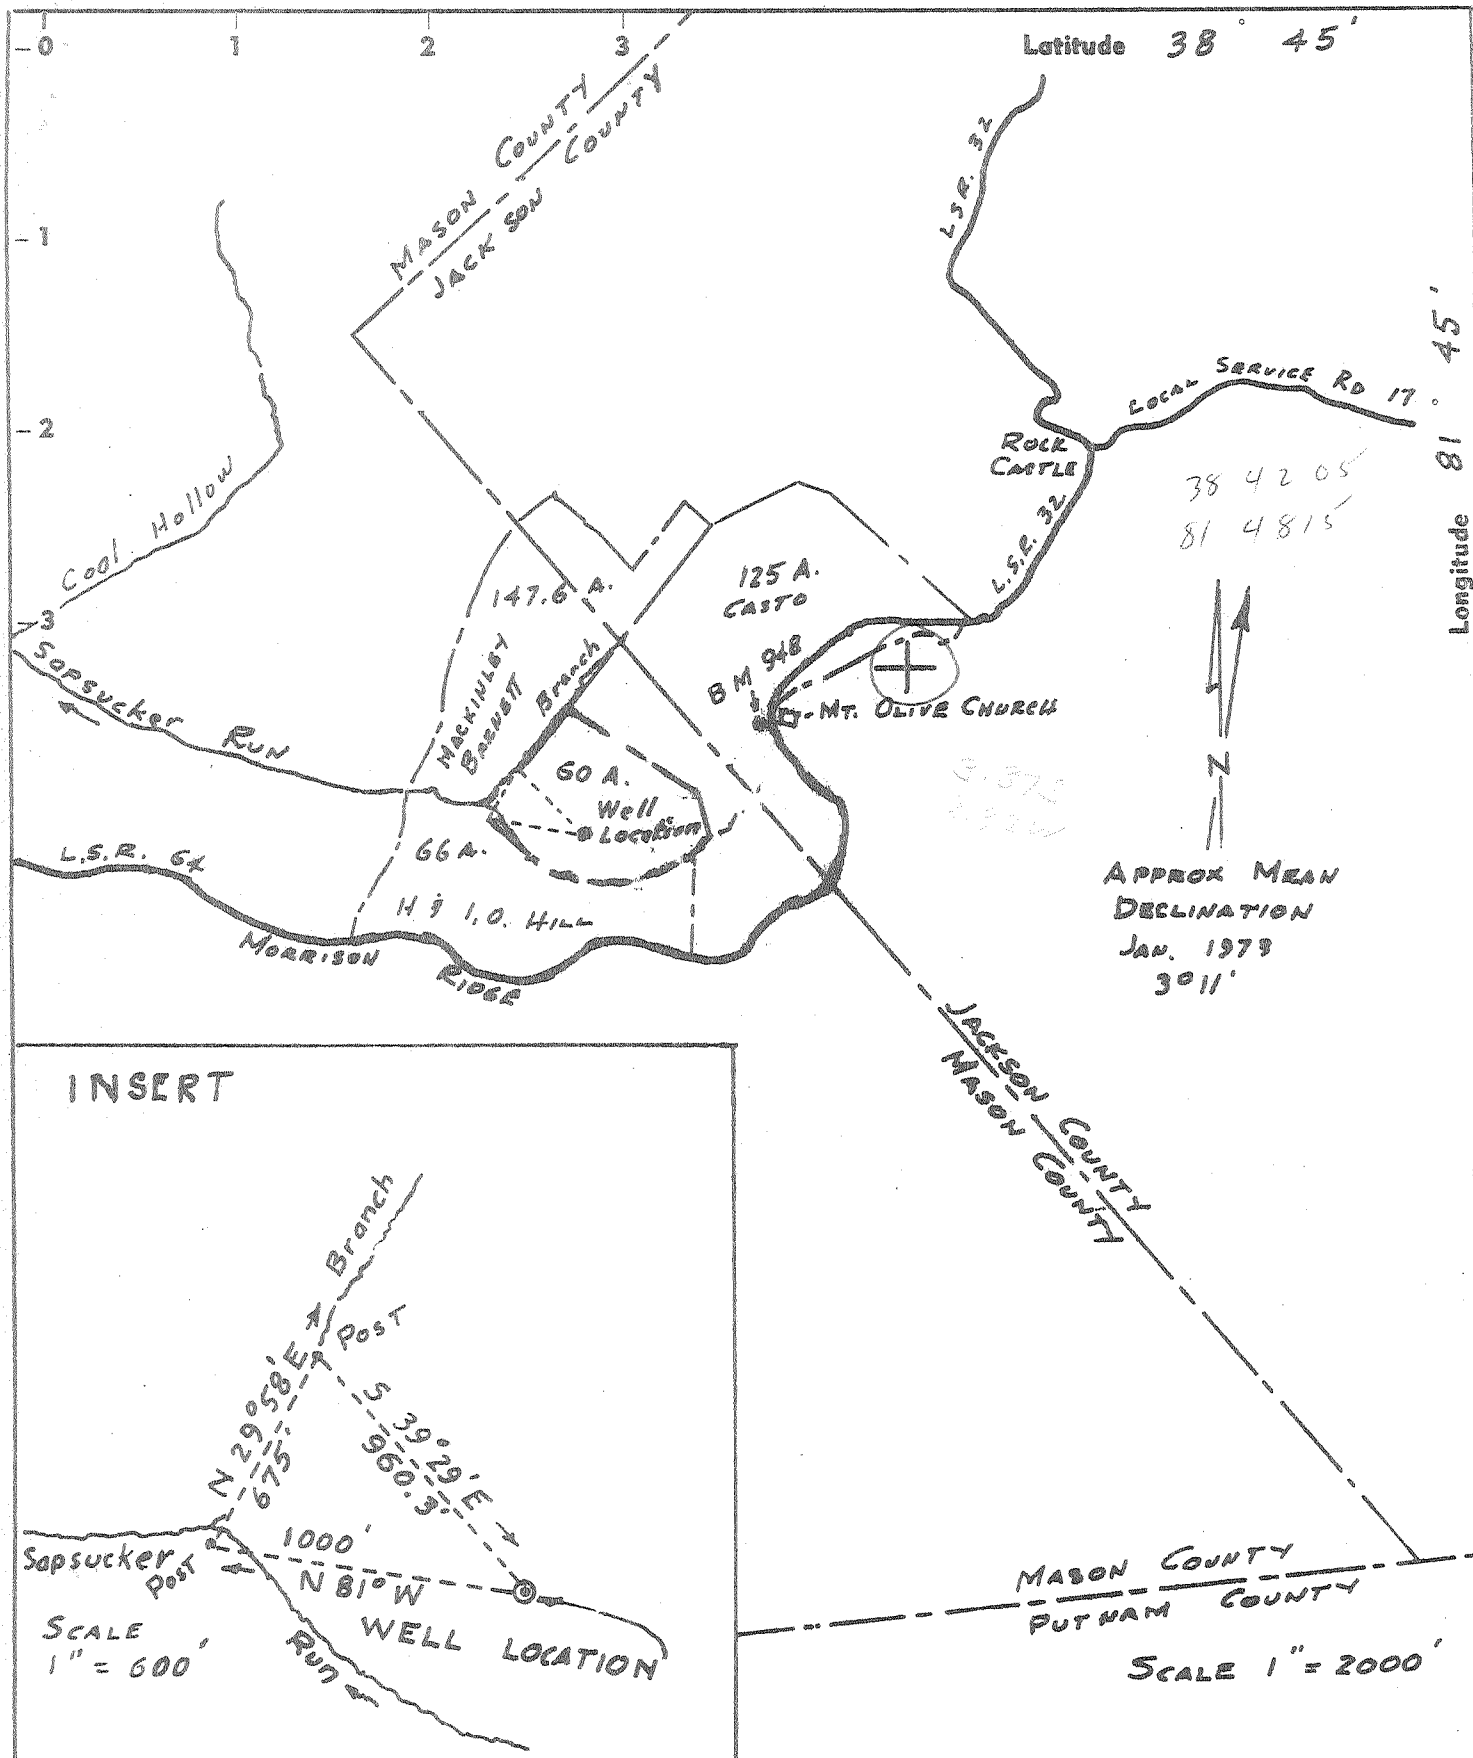 0 1 2 3
Latitude 38° 45'
1
2
3
Longitude 81° 45'
MASON COUNTY
JACKSON COUNTY
L.S.R. 32
LOCAL SERVICE RD 17
ROCK
CASTLE
38 42 05
81 48 15
L.S.R. 32
Cool Hollow
147.6 A.
125 A.
CASTO
MACKINLEY
BARNETT
Branch
BM 948
MT. OLIVE CHURCH
Sapsucker Run
60 A.
Well
Location
66 A.
L.S.R. 64
H & I.O. HILL
MORRISON RIDGE
N
APPROX MEAN
DECLINATION
JAN. 1973
3°11'
JACKSON COUNTY
MASON COUNTY
INSERT
Branch
POST
N 29°58' E
675'
S 39°29' E
960.3'
1000'
N 81° W
Sapsucker
POST
Run
WELL LOCATION
SCALE
1" = 600'
MASON COUNTY
PUTNAM COUNTY
SCALE 1" = 2000'